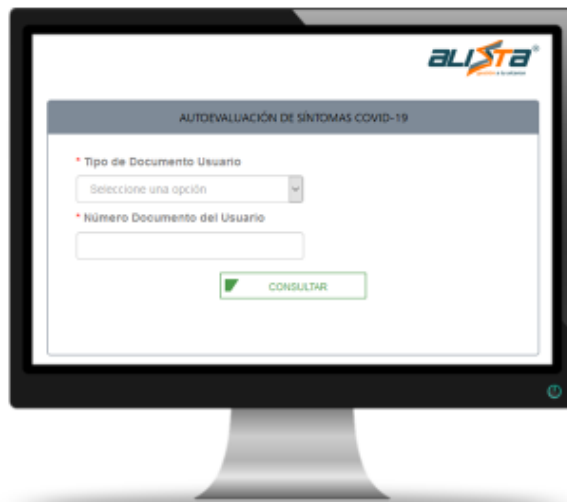 aLISTa®
AUTOEVALUACIÓN DE SÍNTOMAS COVID-19
* Tipo de Documento Usuario
Seleccione una opción
* Número Documento del Usuario
CONSULTAR